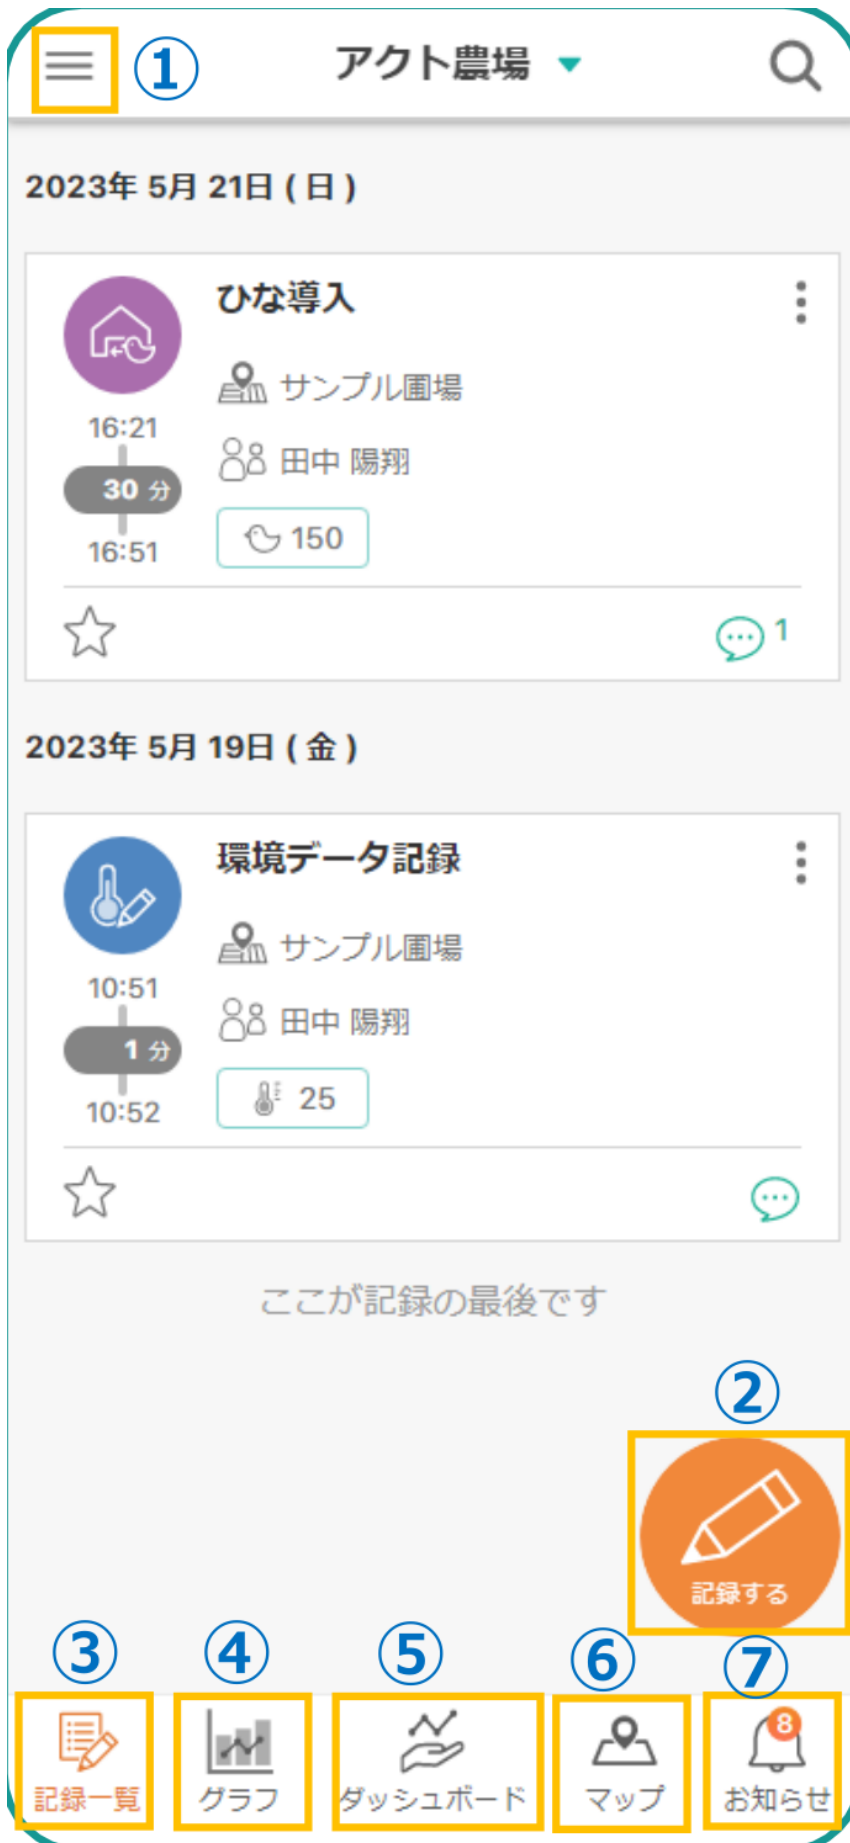 ① アクト農場
2023年 5月 21日 ( 日 )
ひな導入
サンプル圃場
16:21
田中 陽翔
30 分
150
16:51
1
2023年 5月 19日 ( 金 )
環境データ記録
サンプル圃場
10:51
田中 陽翔
1 分
25
10:52
ここが記録の最後です
②
記録する
③ ④ ⑤ ⑥ ⑦
8
記録一覧 グラフ ダッシュボード マップ お知らせ